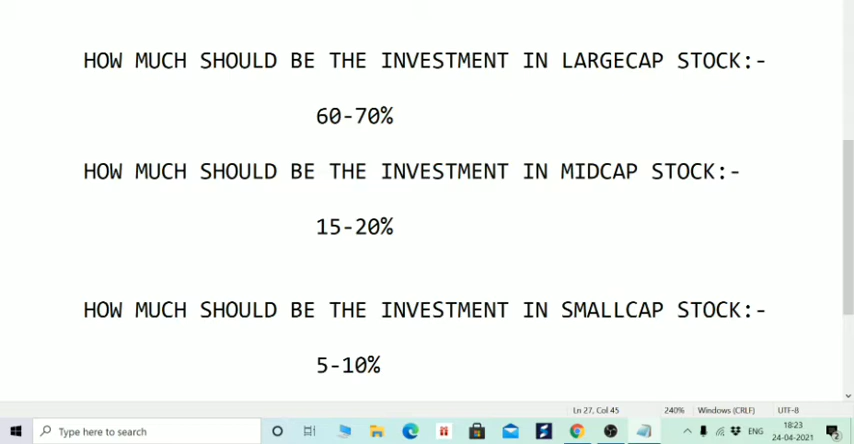 HOW MUCH SHOULD BE THE INVESTMENT IN LARGECAP STOCK:-
60-70%
HOW MUCH SHOULD BE THE INVESTMENT IN MIDCAP STOCK:-
15-20%
HOW MUCH SHOULD BE THE INVESTMENT IN SMALLCAP STOCK:-
5-10%
Ln 27, Col 45 240% Windows (CRLF) UTF-8
Type here to search
ENG
18:23
24-04-2021
2